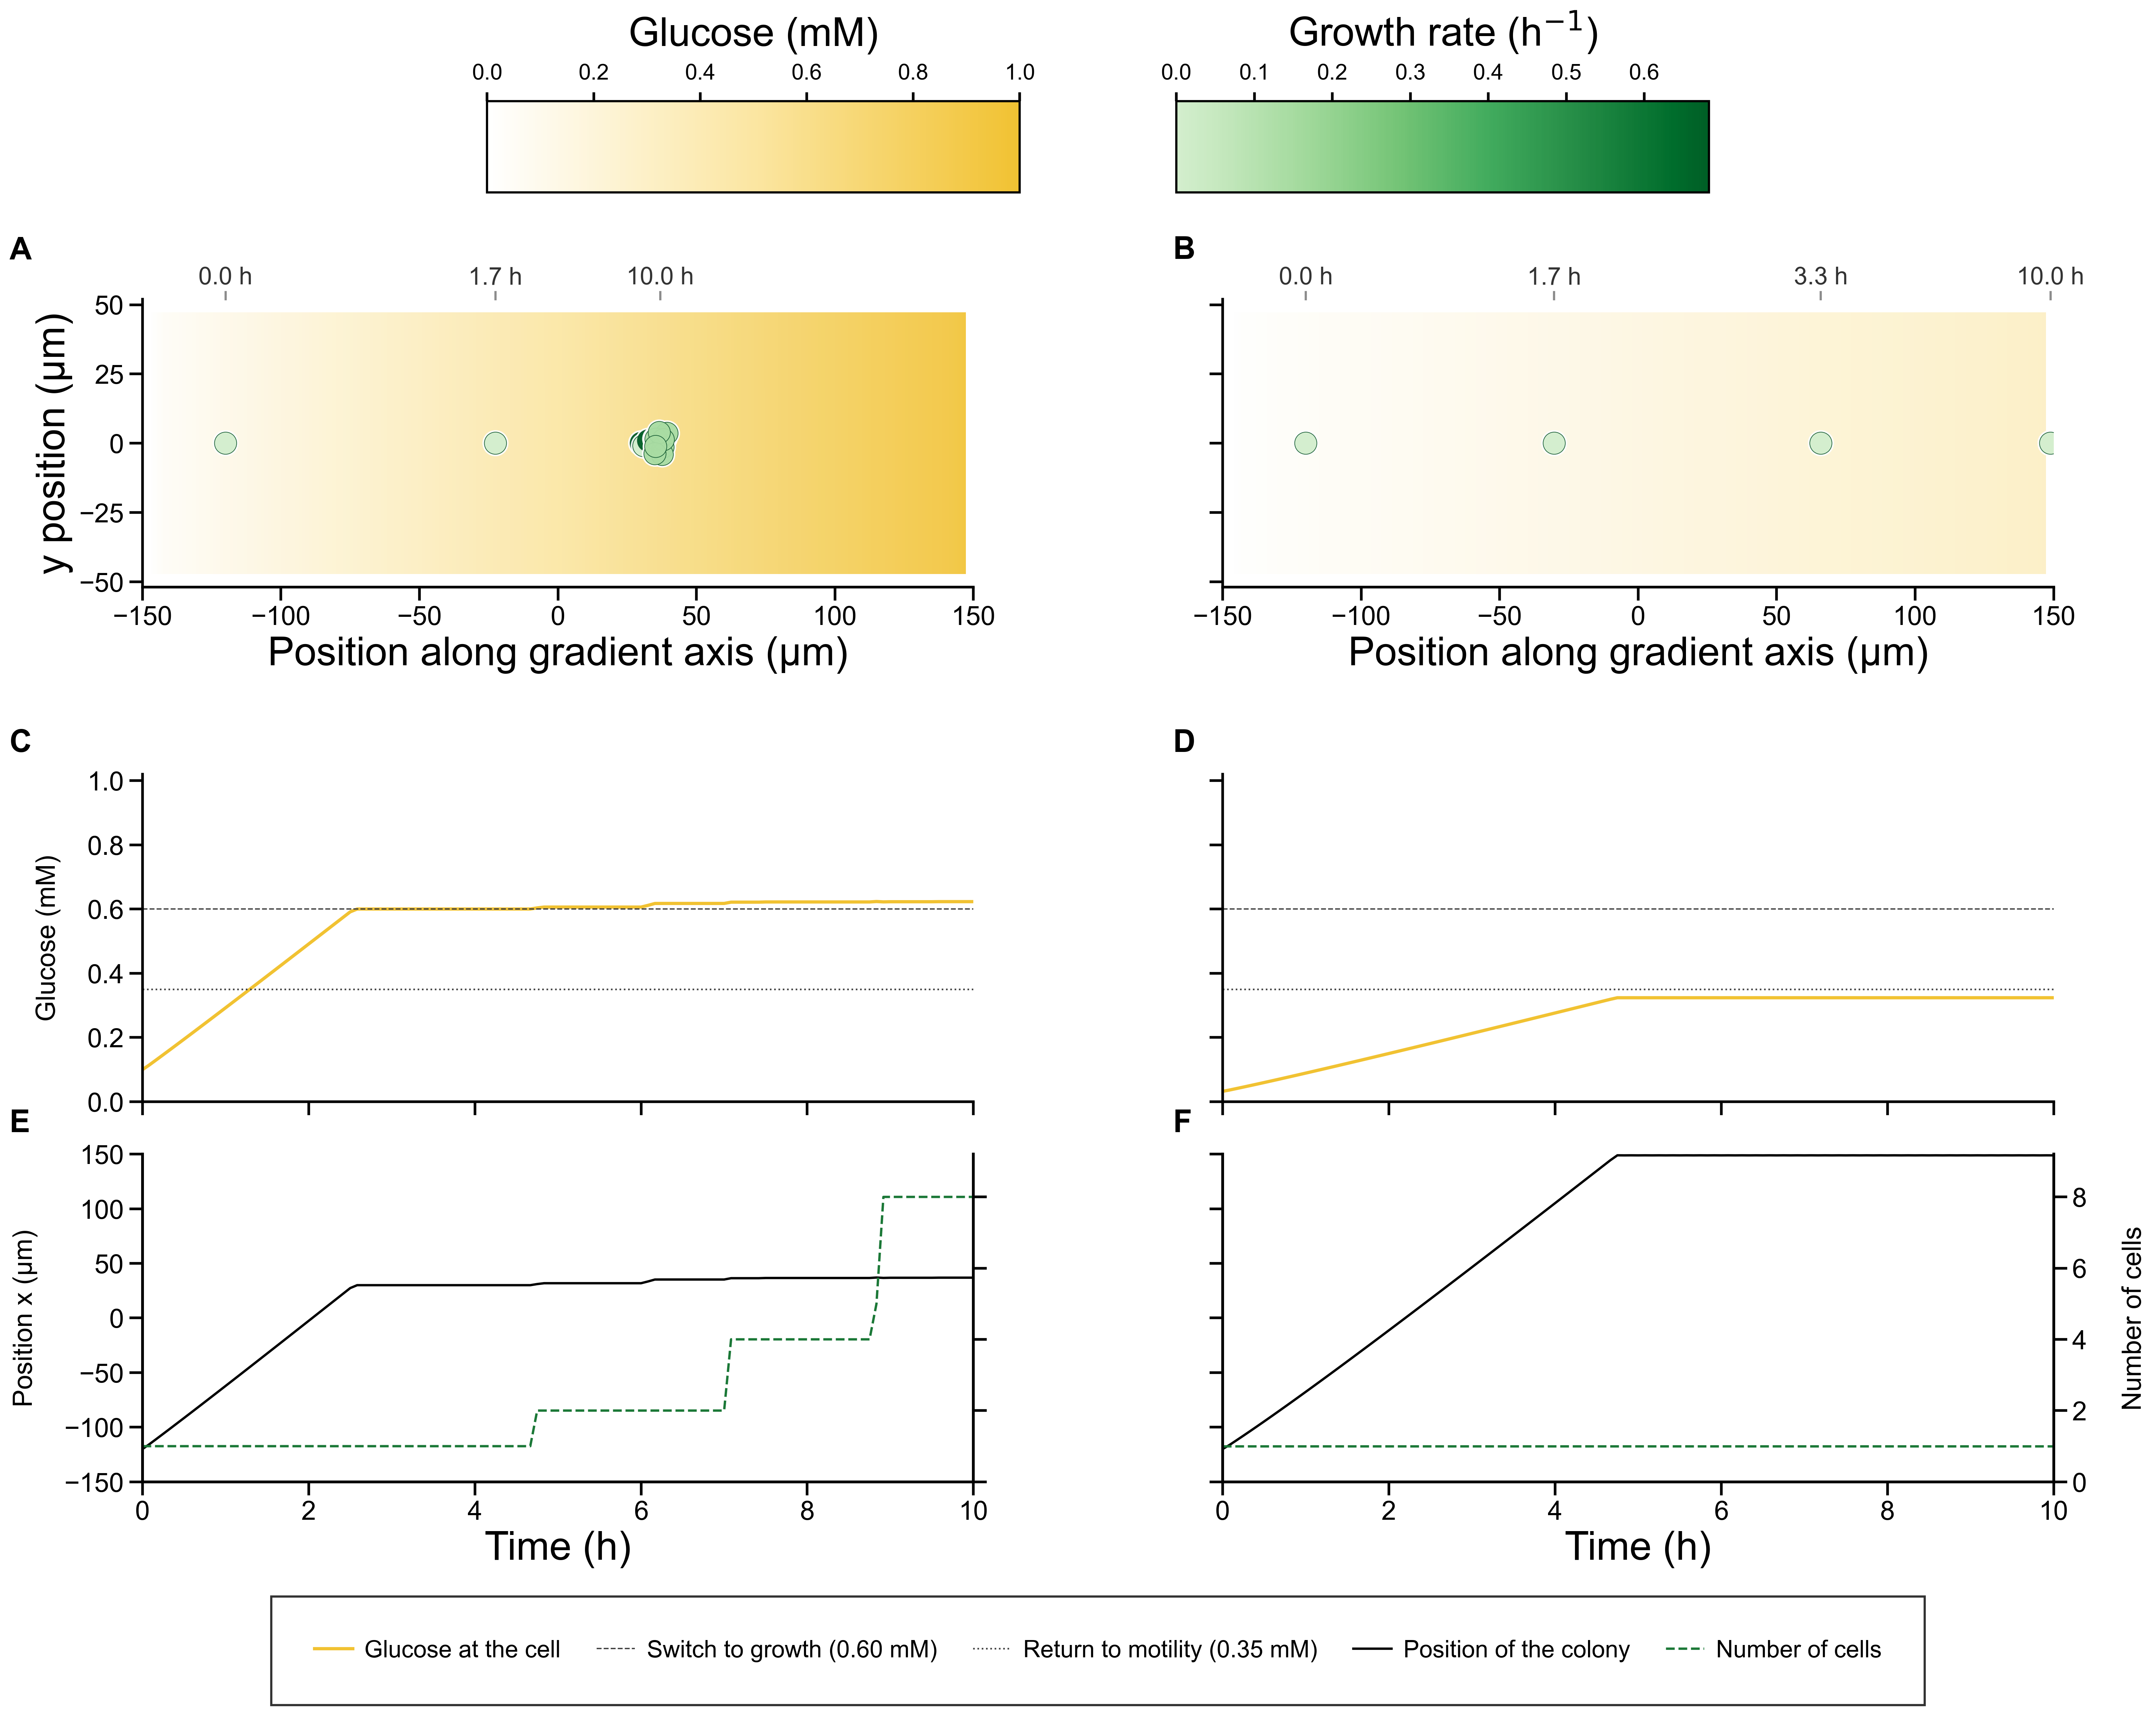 Glucose (mM)
0.0 0.2 0.4 0.6 0.8 1.0
Growth rate (h⁻¹)
0.0 0.1 0.2 0.3 0.4 0.5 0.6
A
0.0 h 1.7 h 10.0 h
50
25
0
−25
−50
y position (µm)
−150 −100 −50 0 50 100 150
Position along gradient axis (µm)
B
0.0 h 1.7 h 3.3 h 10.0 h
−150 −100 −50 0 50 100 150
Position along gradient axis (µm)
C
1.0
0.8
0.6
0.4
0.2
0.0
Glucose (mM)
D
E
150
100
50
0
−50
−100
−150
Position x (µm)
0 2 4 6 8 10
Time (h)
F
8
6
4
2
0
Number of cells
0 2 4 6 8 10
Time (h)
Glucose at the cell Switch to growth (0.60 mM) Return to motility (0.35 mM) Position of the colony Number of cells